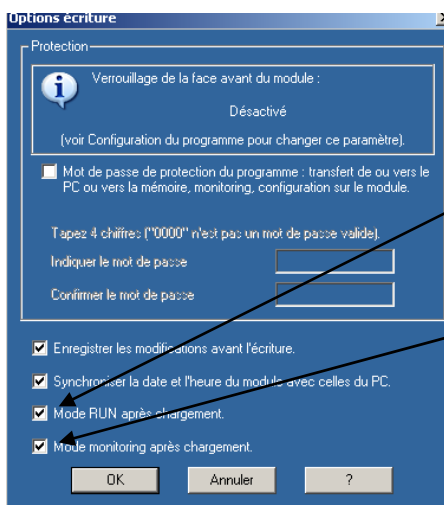 Options écriture
Protection
Verrouillage de la face avant du module :
Désactivé
(voir Configuration du programme pour changer ce paramètre).
Mot de passe de protection du programme : transfert de ou vers le
PC ou vers la mémoire, monitoring, configuration sur le module.
Tapez 4 chiffres ("0000" n'est pas un mot de passe valide).
Indiquer le mot de passe
Confirmer le mot de passe
Enregistrer les modifications avant l'écriture.
Synchroniser la date et l'heure du module avec celles du PC.
Mode RUN après chargement.
Mode monitoring après chargement.
OK Annuler ?